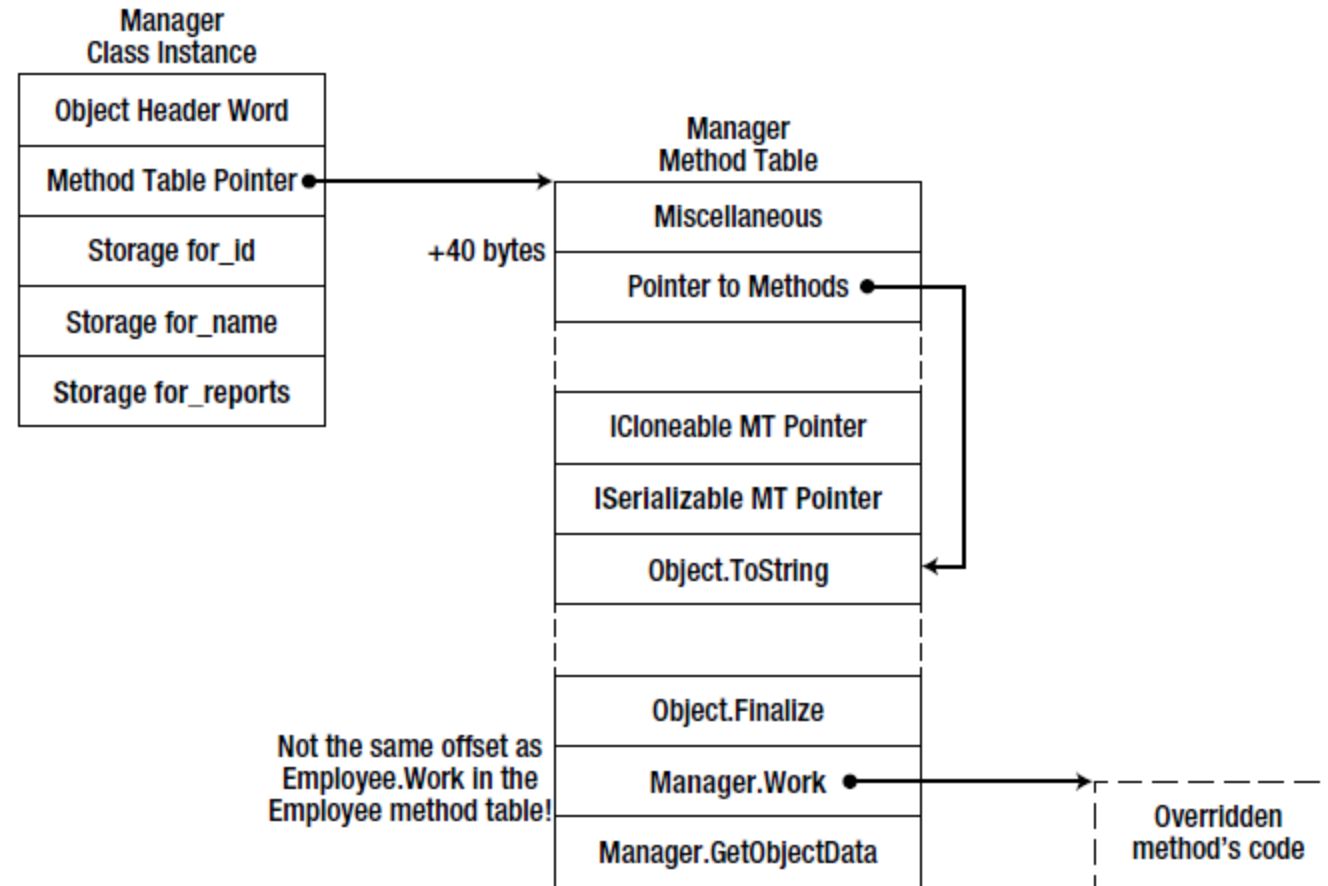 Manager
Class Instance
Object Header Word
Method Table Pointer
Storage for_id
Storage for_name
Storage for_reports
Manager
Method Table
+40 bytes
Miscellaneous
Pointer to Methods
ICloneable MT Pointer
ISerializable MT Pointer
Object.ToString
Object.Finalize
Not the same offset as
Employee.Work in the
Employee method table!
Manager.Work
Manager.GetObjectData
Overridden
method's code